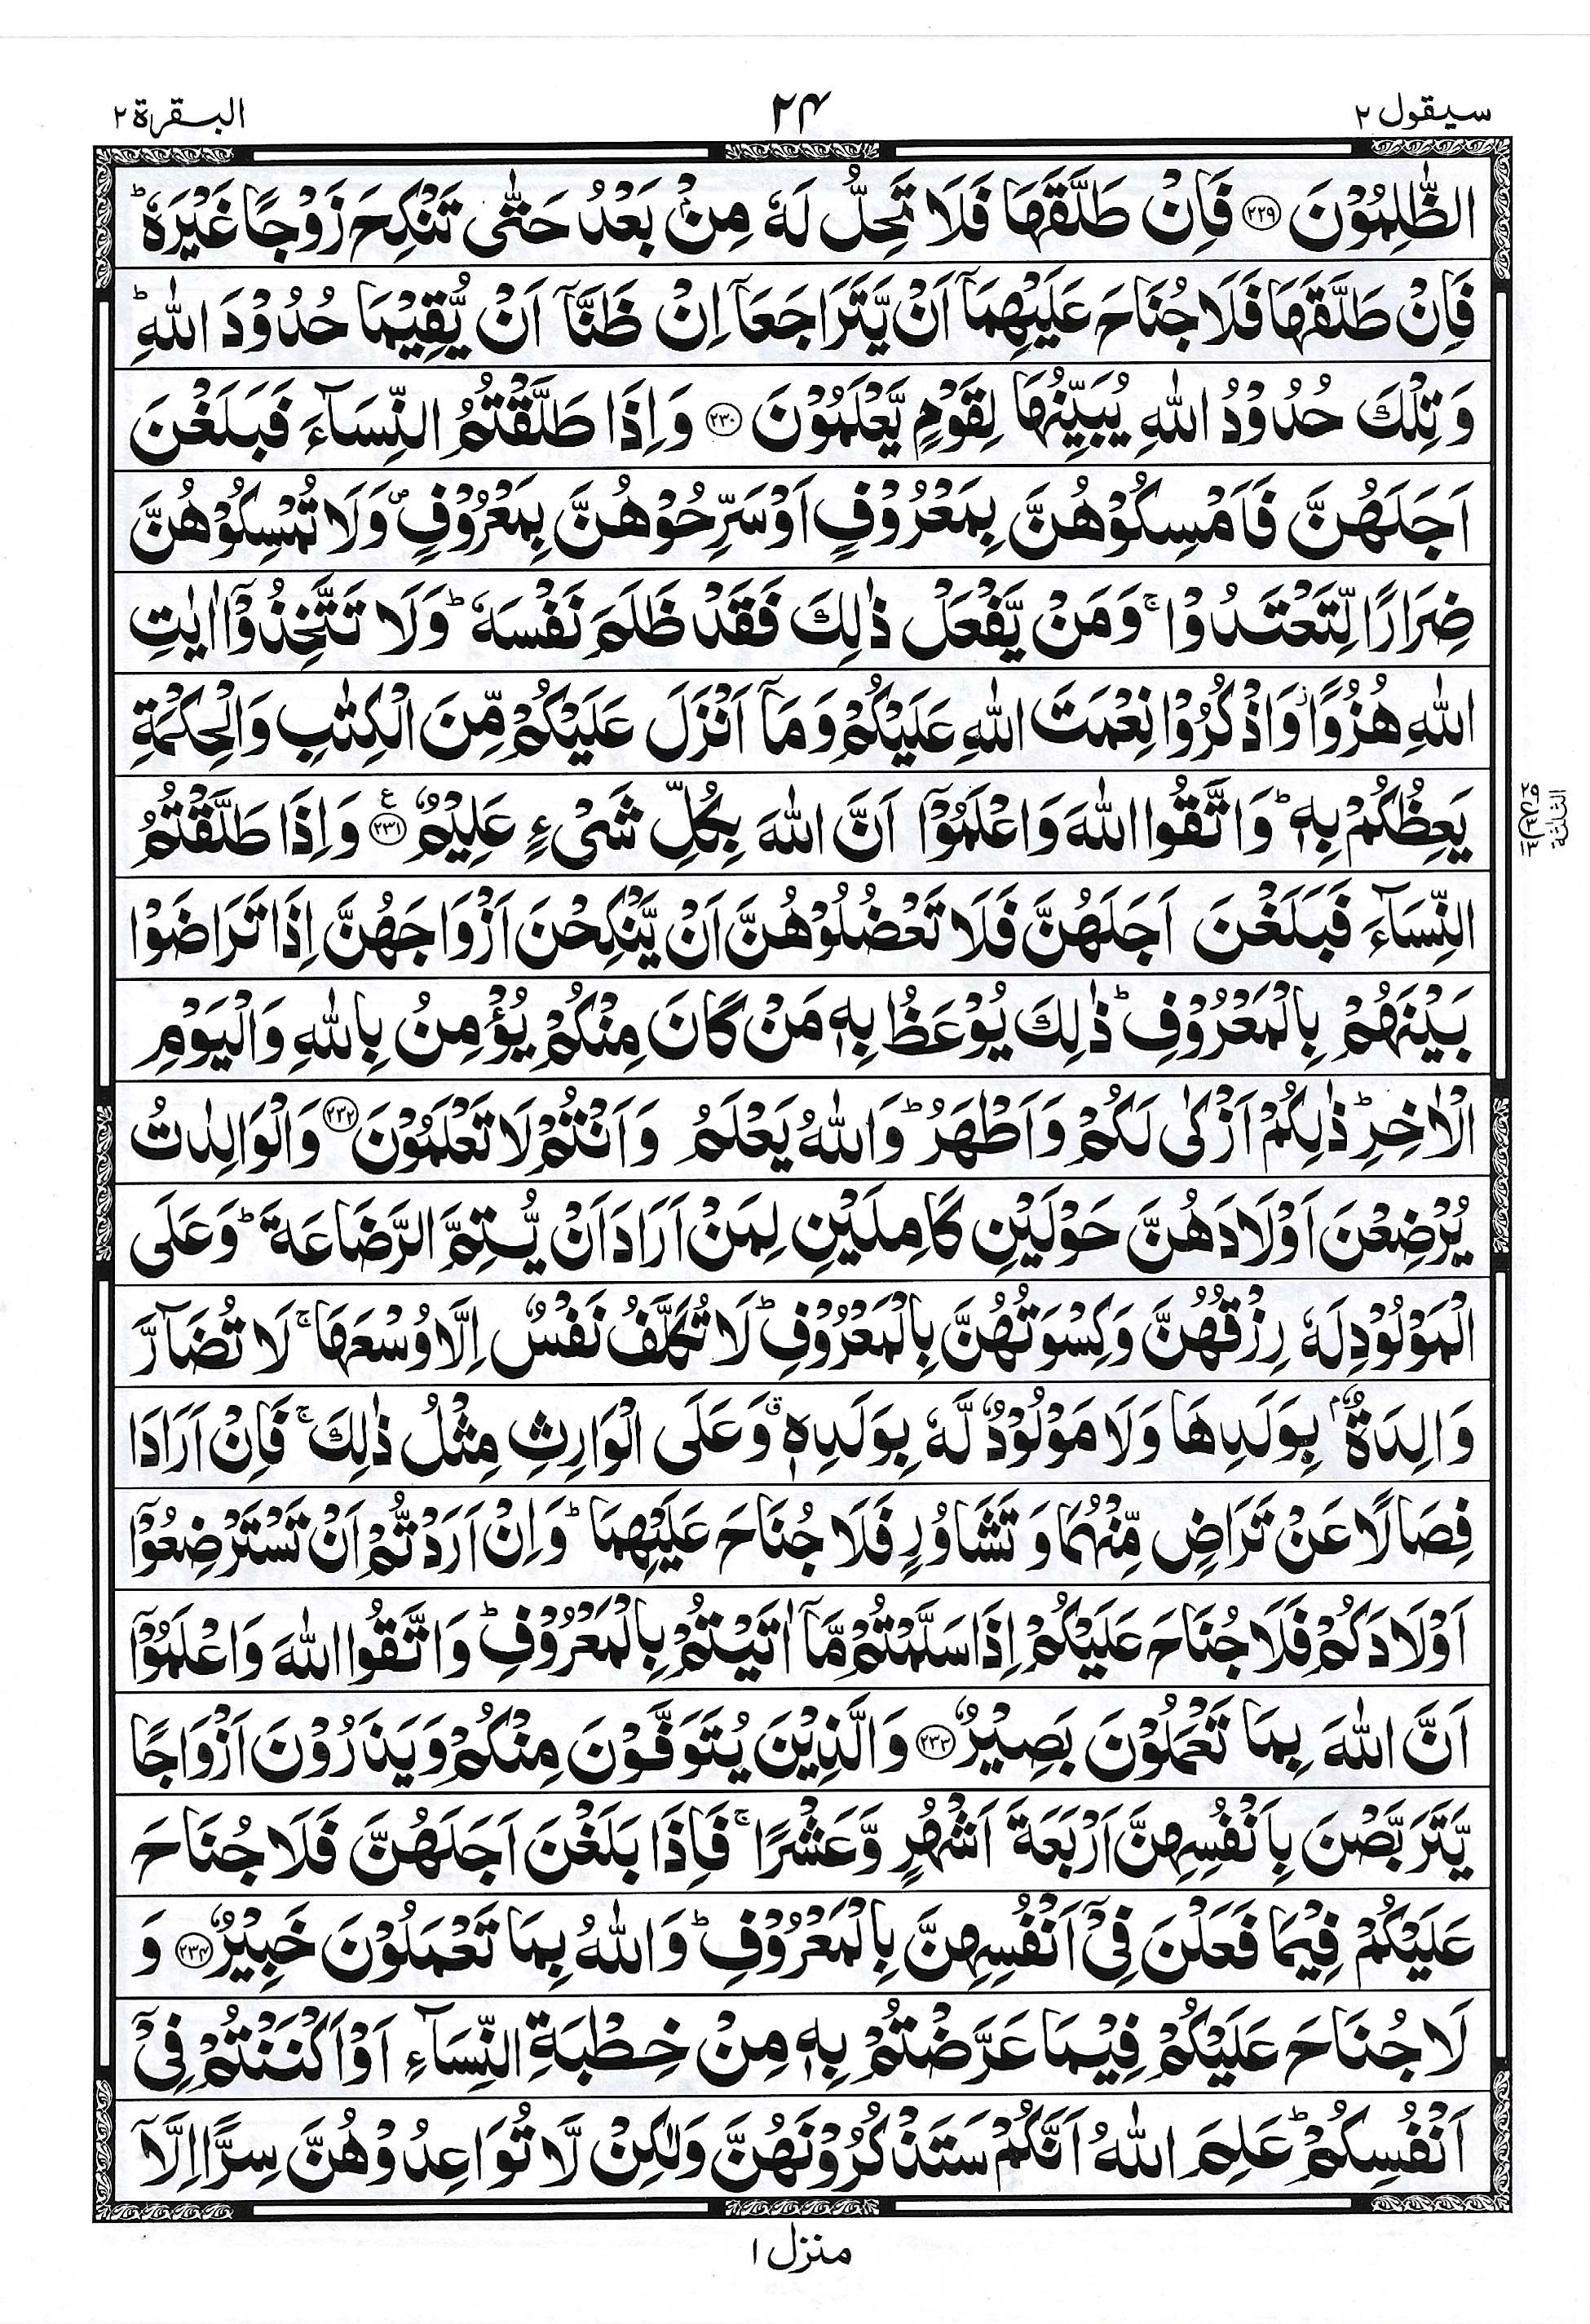 سيقول ٢
٢٤
البقرة ٢
الظّٰلِمُوْنَ ﴿٢٢٩﴾ فَاِنْ طَلَّقَهَا فَلَا تَحِلُّ لَهٗ مِنْۢ بَعْدُ حَتّٰى تَنْكِحَ زَوْجًا غَيْرَهٗ ؕ
فَاِنْ طَلَّقَهَا فَلَا جُنَاحَ عَلَيْهِمَاۤ اَنْ يَّتَرَاجَعَاۤ اِنْ ظَنَّاۤ اَنْ يُّقِيْمَا حُدُوْدَ اللّٰهِ ؕ
وَ تِلْكَ حُدُوْدُ اللّٰهِ يُبَيِّنُهَا لِقَوْمٍ يَّعْلَمُوْنَ ﴿٢٣٠﴾ وَ اِذَا طَلَّقْتُمُ النِّسَآءَ فَبَلَغْنَ
اَجَلَهُنَّ فَاَمْسِكُوْهُنَّ بِمَعْرُوْفٍ اَوْ سَرِّحُوْهُنَّ بِمَعْرُوْفٍ ۪ وَّ لَا تُمْسِكُوْهُنَّ
ضِرَارًا لِّتَعْتَدُوْا ۚ وَ مَنْ يَّفْعَلْ ذٰلِكَ فَقَدْ ظَلَمَ نَفْسَهٗ ؕ وَ لَا تَتَّخِذُوْۤا اٰيٰتِ
اللّٰهِ هُزُوًا ؗ وَّ اذْكُرُوْا نِعْمَتَ اللّٰهِ عَلَيْكُمْ وَ مَاۤ اَنْزَلَ عَلَيْكُمْ مِّنَ الْكِتٰبِ وَ الْحِكْمَةِ
يَعِظُكُمْ بِهٖ ؕ وَ اتَّقُوا اللّٰهَ وَ اعْلَمُوْۤا اَنَّ اللّٰهَ بِكُلِّ شَيْءٍ عَلِيْمٌ ﴿٢٣١﴾ ع وَ اِذَا طَلَّقْتُمُ
النِّسَآءَ فَبَلَغْنَ اَجَلَهُنَّ فَلَا تَعْضُلُوْهُنَّ اَنْ يَّنْكِحْنَ اَزْوَاجَهُنَّ اِذَا تَرَاضَوْا
بَيْنَهُمْ بِالْمَعْرُوْفِ ؕ ذٰلِكَ يُوْعَظُ بِهٖ مَنْ كَانَ مِنْكُمْ يُؤْمِنُ بِاللّٰهِ وَ الْيَوْمِ
الْاٰخِرِ ؕ ذٰلِكُمْ اَزْكٰى لَكُمْ وَ اَطْهَرُ ؕ وَ اللّٰهُ يَعْلَمُ وَ اَنْتُمْ لَا تَعْلَمُوْنَ ﴿٢٣٢﴾ وَ الْوَالِدٰتُ
يُرْضِعْنَ اَوْلَادَهُنَّ حَوْلَيْنِ كَامِلَيْنِ لِمَنْ اَرَادَ اَنْ يُّتِمَّ الرَّضَاعَةَ ؕ وَ عَلَى
الْمَوْلُوْدِ لَهٗ رِزْقُهُنَّ وَ كِسْوَتُهُنَّ بِالْمَعْرُوْفِ ؕ لَا تُكَلَّفُ نَفْسٌ اِلَّا وُسْعَهَا ۚ لَا تُضَآرَّ
وَالِدَةٌۢ بِوَلَدِهَا وَ لَا مَوْلُوْدٌ لَّهٗ بِوَلَدِهٖ ۗ وَ عَلَى الْوَارِثِ مِثْلُ ذٰلِكَ ۚ فَاِنْ اَرَادَا
فِصَالًا عَنْ تَرَاضٍ مِّنْهُمَا وَ تَشَاوُرٍ فَلَا جُنَاحَ عَلَيْهِمَا ؕ وَ اِنْ اَرَدْتُّمْ اَنْ تَسْتَرْضِعُوْۤا
اَوْلَادَكُمْ فَلَا جُنَاحَ عَلَيْكُمْ اِذَا سَلَّمْتُمْ مَّاۤ اٰتَيْتُمْ بِالْمَعْرُوْفِ ؕ وَ اتَّقُوا اللّٰهَ وَ اعْلَمُوْۤا
اَنَّ اللّٰهَ بِمَا تَعْمَلُوْنَ بَصِيْرٌ ﴿٢٣٣﴾ وَ الَّذِيْنَ يُتَوَفَّوْنَ مِنْكُمْ وَ يَذَرُوْنَ اَزْوَاجًا
يَّتَرَبَّصْنَ بِاَنْفُسِهِنَّ اَرْبَعَةَ اَشْهُرٍ وَّ عَشْرًا ۚ فَاِذَا بَلَغْنَ اَجَلَهُنَّ فَلَا جُنَاحَ
عَلَيْكُمْ فِيْمَا فَعَلْنَ فِيْۤ اَنْفُسِهِنَّ بِالْمَعْرُوْفِ ؕ وَ اللّٰهُ بِمَا تَعْمَلُوْنَ خَبِيْرٌ ﴿٢٣٤﴾ وَ
لَا جُنَاحَ عَلَيْكُمْ فِيْمَا عَرَّضْتُمْ بِهٖ مِنْ خِطْبَةِ النِّسَآءِ اَوْ اَكْنَنْتُمْ فِيْۤ
اَنْفُسِكُمْ ؕ عَلِمَ اللّٰهُ اَنَّكُمْ سَتَذْكُرُوْنَهُنَّ وَ لٰكِنْ لَّا تُوَاعِدُوْهُنَّ سِرًّا اِلَّاۤ
منزل ١